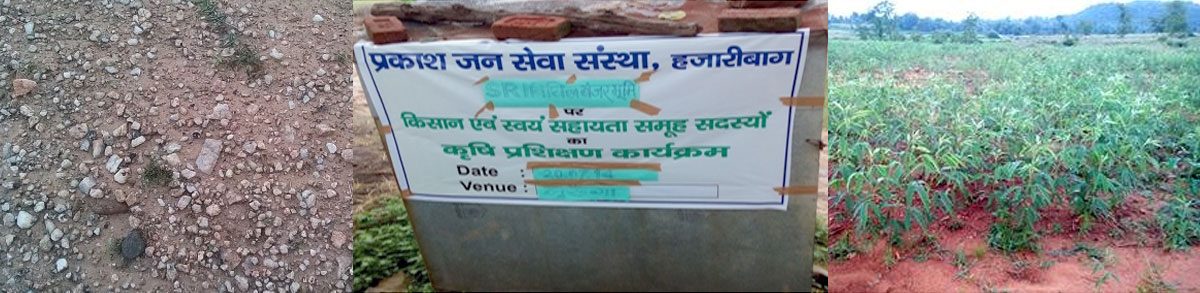 प्रकाश जन सेवा संस्था, हजारीबाग
पर
किसान एवं स्वयं सहायता समूह सदस्यों
का
कृषि प्रशिक्षण कार्यक्रम
Date :
Venue :